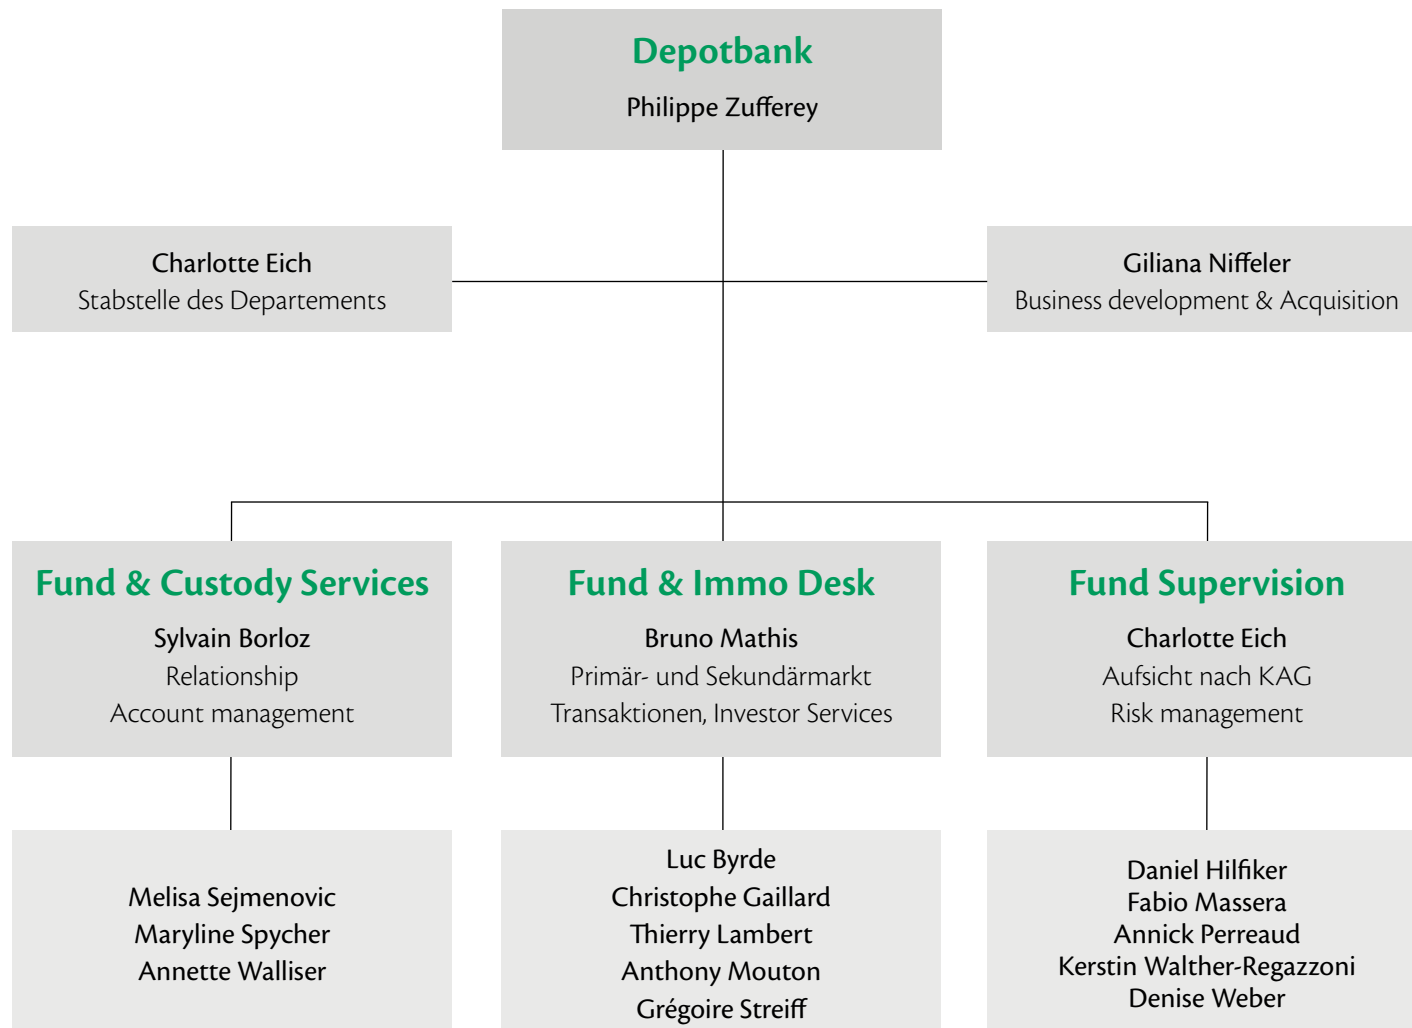 Depotbank
Philippe Zufferey
Charlotte Eich
Stabstelle des Departements
Giliana Niffeler
Business development & Acquisition
Fund & Custody Services
Sylvain Borloz
Relationship
Account management
Fund & Immo Desk
Bruno Mathis
Primär- und Sekundärmarkt
Transaktionen, Investor Services
Fund Supervision
Charlotte Eich
Aufsicht nach KAG
Risk management
Melisa Sejmenovic
Maryline Spycher
Annette Walliser
Luc Byrde
Christophe Gaillard
Thierry Lambert
Anthony Mouton
Grégoire Streiff
Daniel Hilfiker
Fabio Massera
Annick Perreaud
Kerstin Walther-Regazzoni
Denise Weber